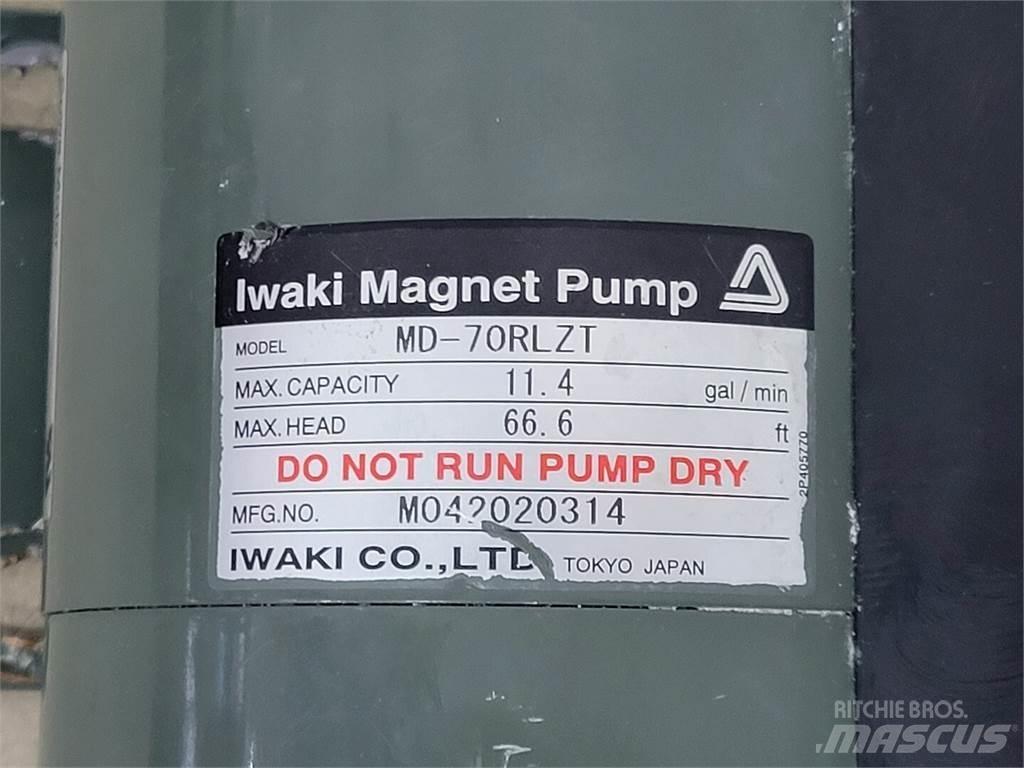 Iwaki Magnet Pump
MODEL MD-70RLZT
MAX. CAPACITY 11.4 gal / min
MAX. HEAD 66.6 ft
2P405770
DO NOT RUN PUMP DRY
MFG. NO. M042020314
IWAKI CO., LTD. TOKYO JAPAN
RITCHIE BROS.
MASCUS